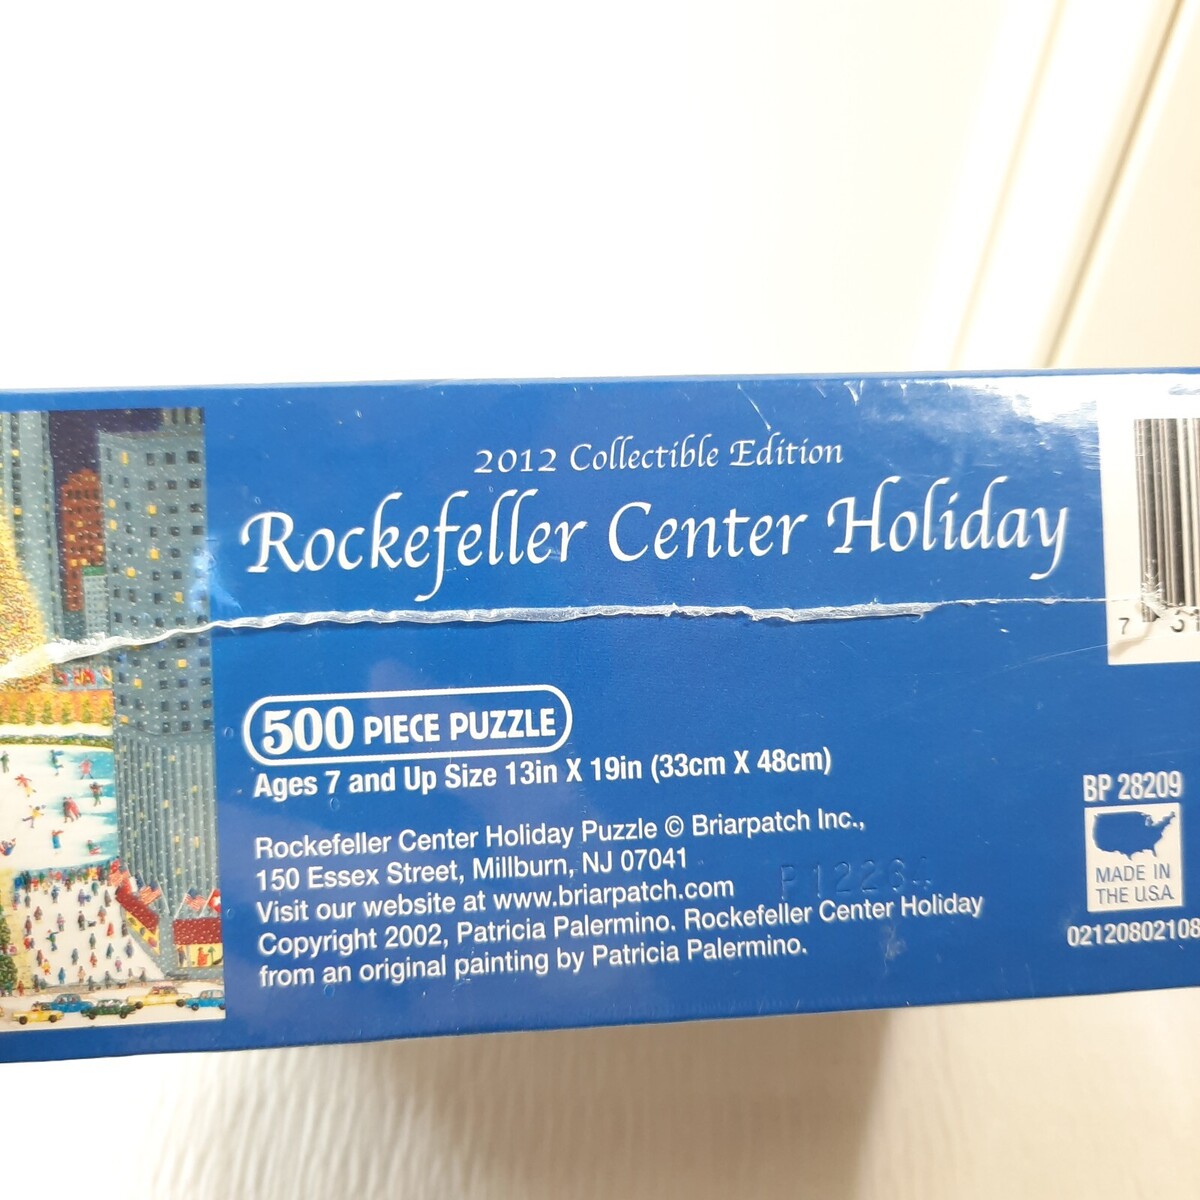 2012 Collectible Edition
Rockefeller Center Holiday
500 PIECE PUZZLE
Ages 7 and Up Size 13in X 19in (33cm X 48cm)
Rockefeller Center Holiday Puzzle © Briarpatch Inc.,
150 Essex Street, Millburn, NJ 07041
Visit our website at www.briarpatch.com
Copyright 2002, Patricia Palermino. Rockefeller Center Holiday
from an original painting by Patricia Palermino.
7
BP 28209
MADE IN
THE U.S.A.
02120802108